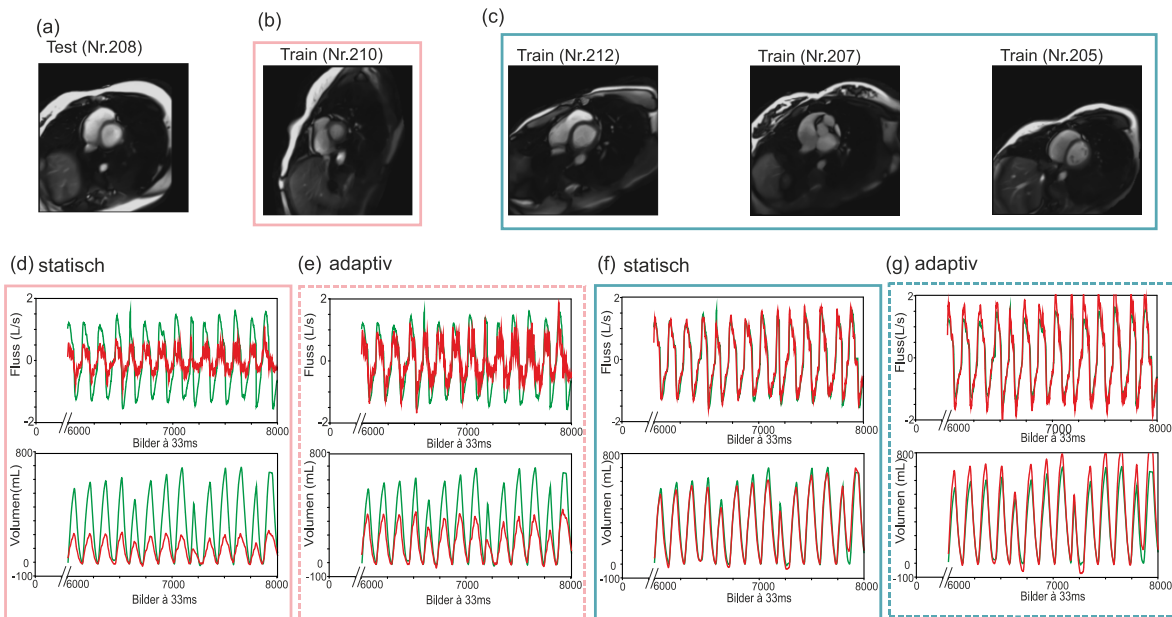 (a)
Test (Nr.208)
(b)
Train (Nr.210)
(c)
Train (Nr.212)
Train (Nr.207)
Train (Nr.205)
(d) statisch
Fluss (L/s)
2
0
-2
0
6000
7000
8000
Bilder à 33ms
Volumen(mL)
800
0
-100
0
6000
7000
8000
Bilder à 33ms
(e) adaptiv
Fluss (L/s)
2
0
-2
0
6000
7000
8000
Bilder à 33ms
Volumen (mL)
800
0
-100
0
6000
7000
8000
Bilder à 33ms
(f) statisch
Fluss (L/s)
2
0
-2
0
6000
7000
8000
Bilder à 33ms
Volumen (mL)
800
0
-100
0
6000
7000
8000
Bilder à 33ms
(g) adaptiv
Fluss(L/s)
2
0
-2
0
6000
7000
8000
Bilder à 33ms
Volumen (mL)
800
0
-100
0
6000
7000
8000
Bilder à 33ms